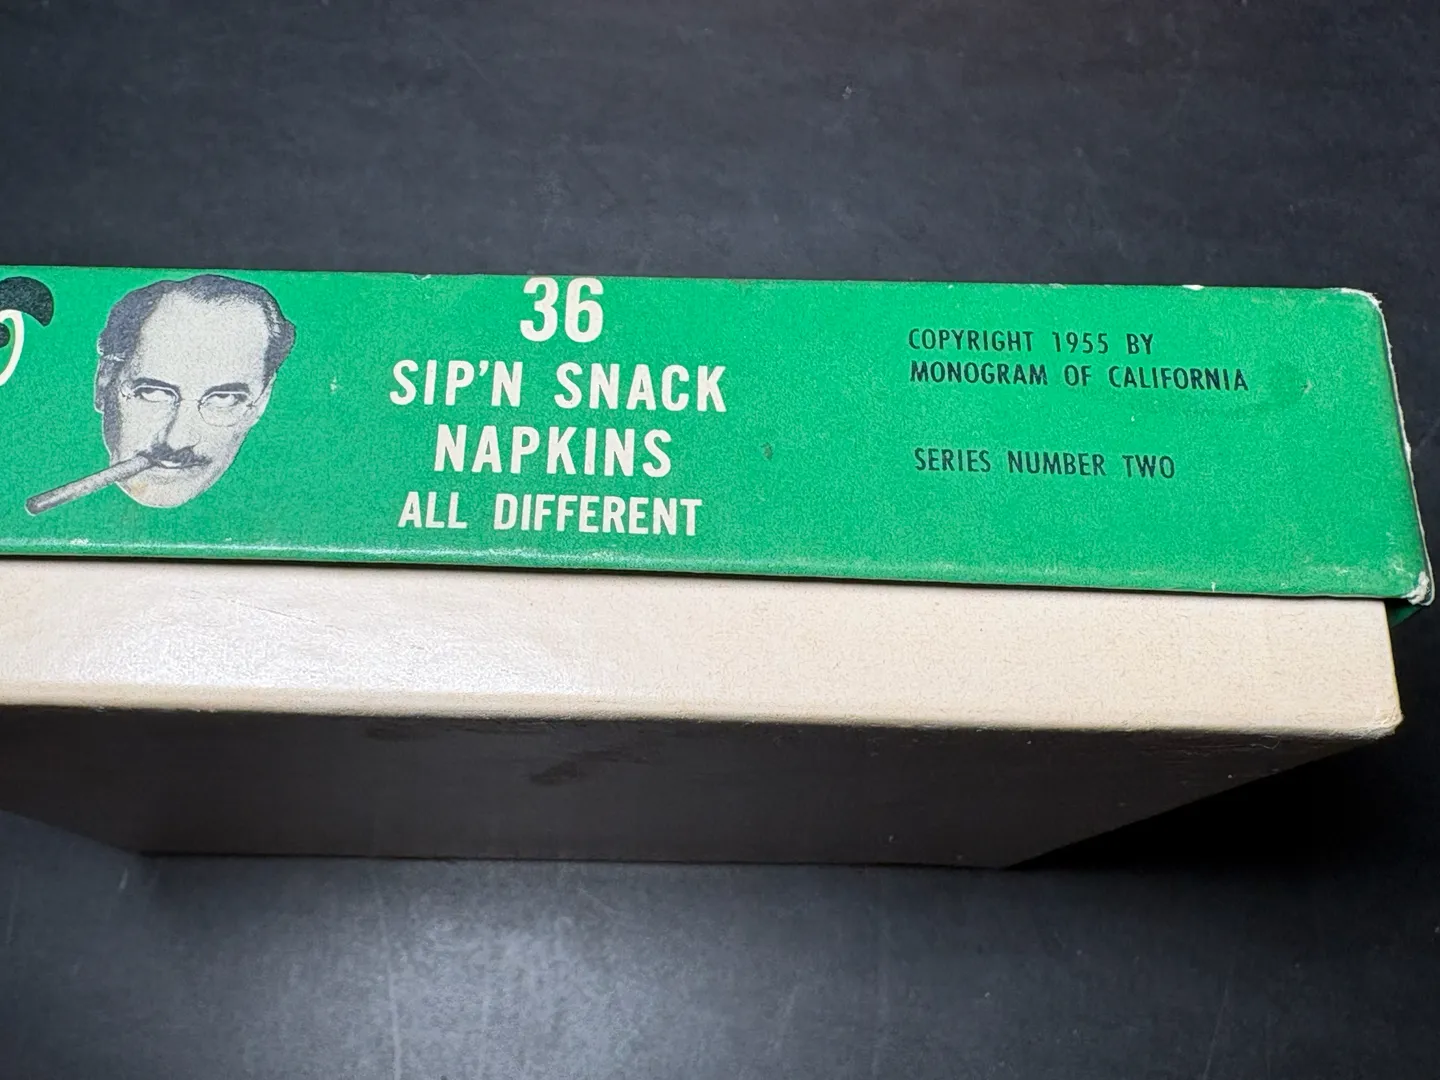 36
SIP'N SNACK
NAPKINS
ALL DIFFERENT
COPYRIGHT 1955 BY
MONOGRAM OF CALIFORNIA
SERIES NUMBER TWO